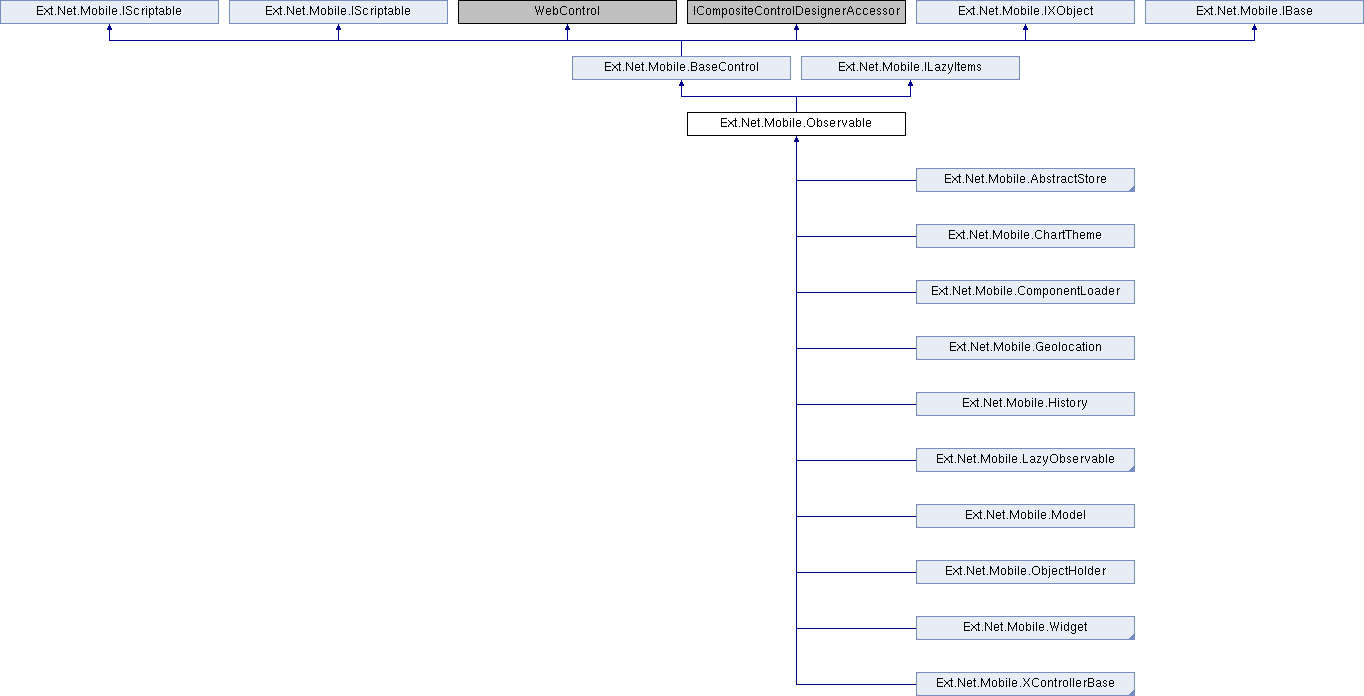 Ext.Net.Mobile.IScriptable
Ext.Net.Mobile.IScriptable
WebControl
ICompositeControlDesignerAccessor
Ext.Net.Mobile.IXObject
Ext.Net.Mobile.IBase
Ext.Net.Mobile.BaseControl
Ext.Net.Mobile.ILazyItems
Ext.Net.Mobile.Observable
Ext.Net.Mobile.AbstractStore
Ext.Net.Mobile.ChartTheme
Ext.Net.Mobile.ComponentLoader
Ext.Net.Mobile.Geolocation
Ext.Net.Mobile.History
Ext.Net.Mobile.LazyObservable
Ext.Net.Mobile.Model
Ext.Net.Mobile.ObjectHolder
Ext.Net.Mobile.Widget
Ext.Net.Mobile.XControllerBase